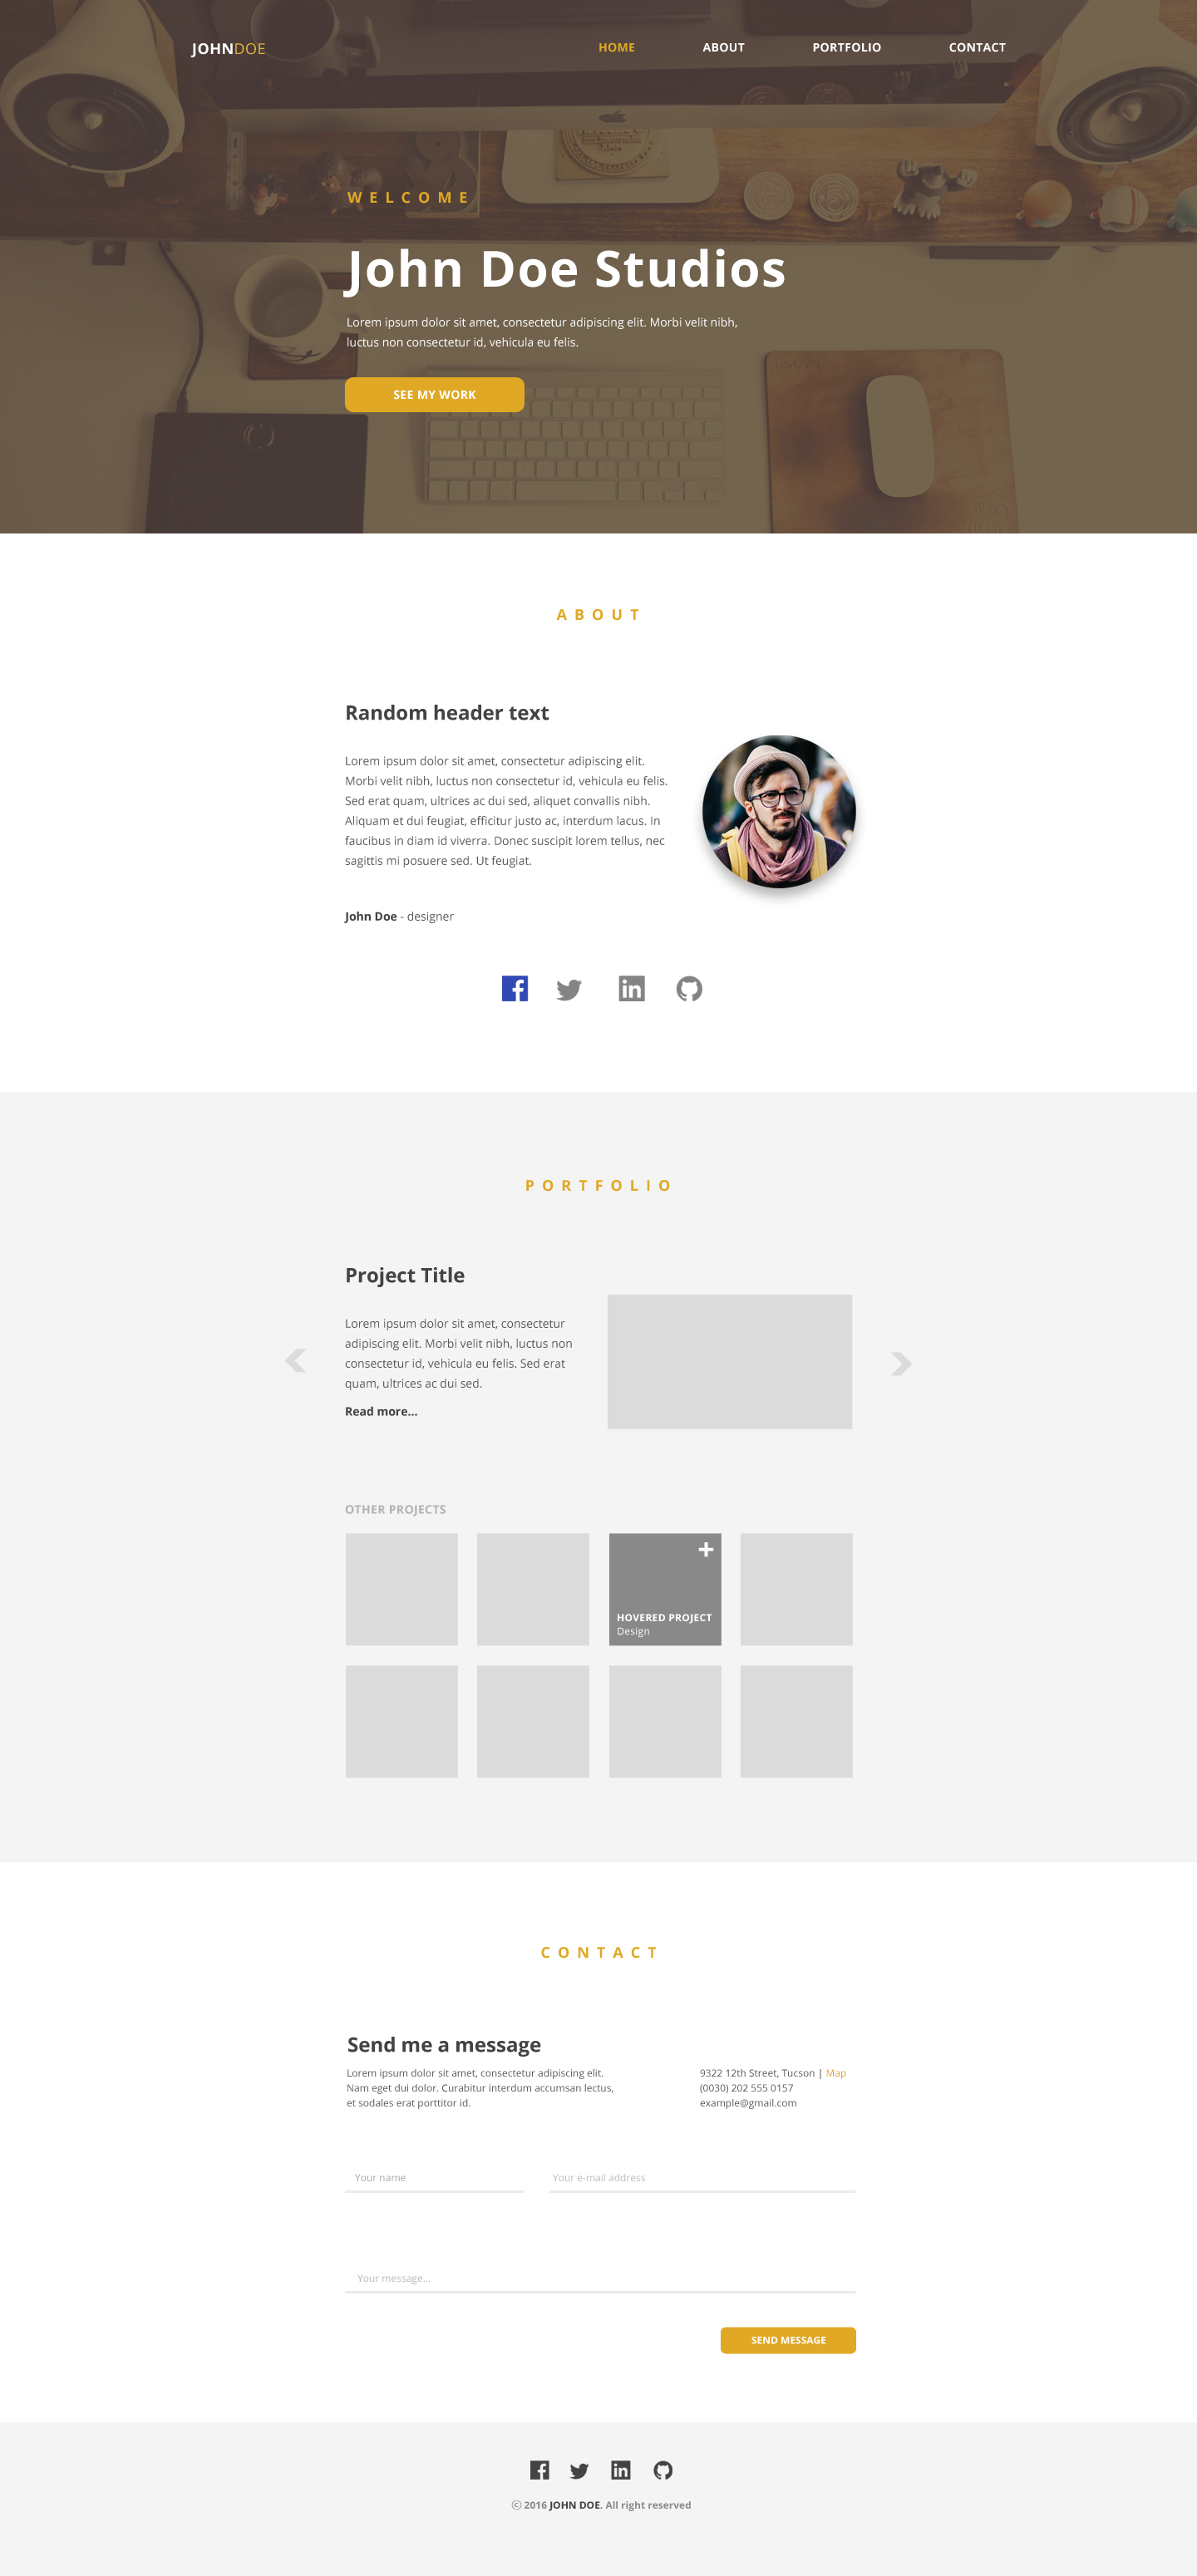 JOHNDOE
HOME ABOUT PORTFOLIO CONTACT
WELCOME
John Doe Studios
Lorem ipsum dolor sit amet, consectetur adipiscing elit. Morbi velit nibh,
luctus non consectetur id, vehicula eu felis.
SEE MY WORK
ABOUT
Random header text
Lorem ipsum dolor sit amet, consectetur adipiscing elit.
Morbi velit nibh, luctus non consectetur id, vehicula eu felis.
Sed erat quam, ultrices ac dui sed, aliquet convallis nibh.
Aliquam et dui feugiat, efficitur justo ac, interdum lacus. In
faucibus in diam id viverra. Donec suscipit lorem tellus, nec
sagittis mi posuere sed. Ut feugiat.
John Doe - designer
PORTFOLIO
Project Title
Lorem ipsum dolor sit amet, consectetur
adipiscing elit. Morbi velit nibh, luctus non
consectetur id, vehicula eu felis. Sed erat
quam, ultrices ac dui sed.
Read more...
OTHER PROJECTS
HOVERED PROJECT
Design
CONTACT
Send me a message
Lorem ipsum dolor sit amet, consectetur adipiscing elit.
Nam eget dui dolor. Curabitur interdum accumsan lectus,
et sodales erat porttitor id.
9322 12th Street, Tucson | Map
(0030) 202 555 0157
example@gmail.com
Your name
Your e-mail address
Your message...
SEND MESSAGE
© 2016 JOHN DOE. All right reserved